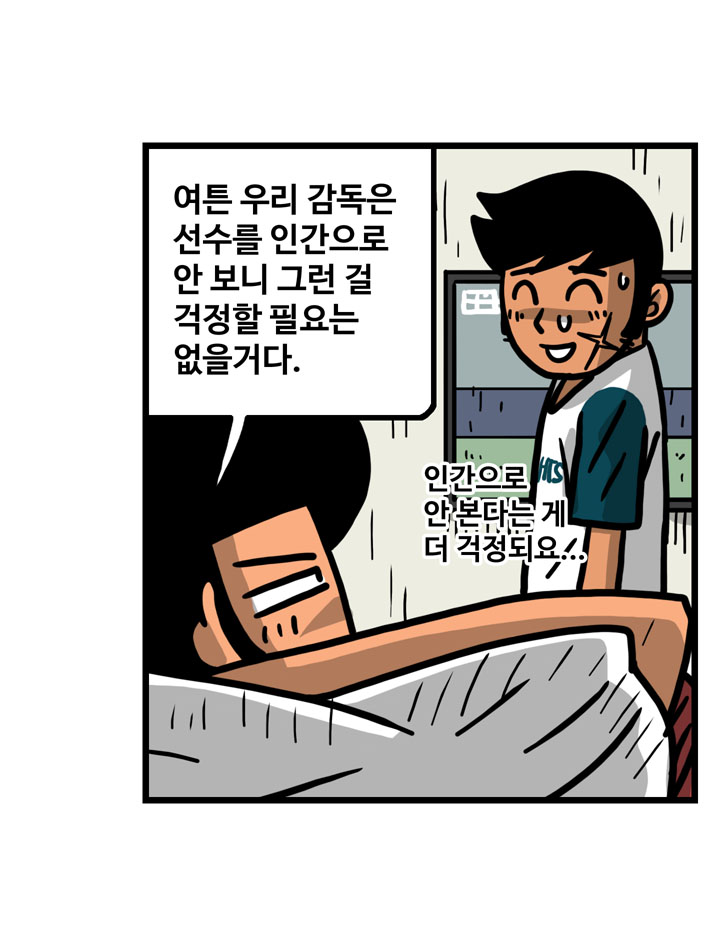 여튼 우리 감독은
선수를 인간으로
안 보니 그런 걸
걱정할 필요는
없을거다.
인간으로
안 본다는 게
더 걱정되요...
HTS